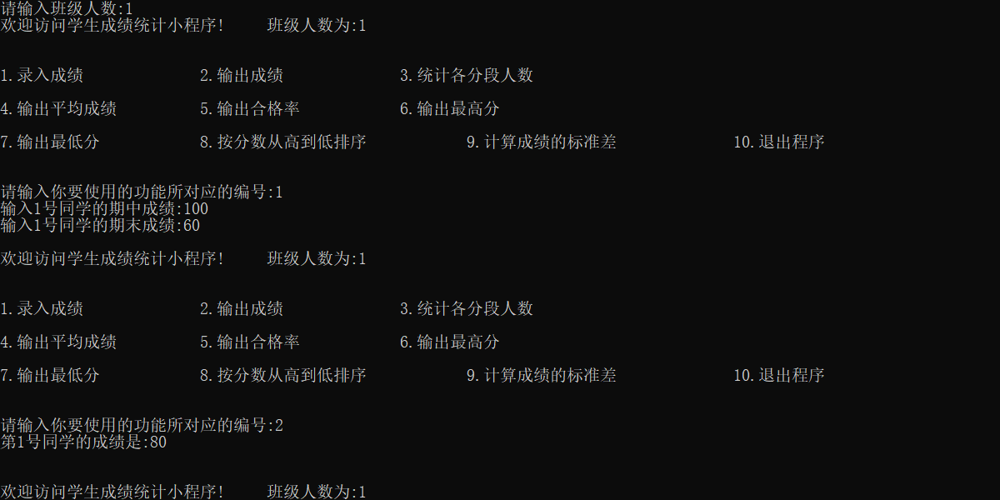 请输入班级人数:1
欢迎访问学生成绩统计小程序!     班级人数为:1
1.录入成绩              2.输出成绩              3.统计各分段人数
4.输出平均成绩          5.输出合格率            6.输出最高分
7.输出最低分            8.按分数从高到低排序            9.计算成绩的标准差              10.退出程序
请输入你要使用的功能所对应的编号:1
输入1号同学的期中成绩:100
输入1号同学的期末成绩:60
欢迎访问学生成绩统计小程序!     班级人数为:1
1.录入成绩              2.输出成绩              3.统计各分段人数
4.输出平均成绩          5.输出合格率            6.输出最高分
7.输出最低分            8.按分数从高到低排序            9.计算成绩的标准差              10.退出程序
请输入你要使用的功能所对应的编号:2
第1号同学的成绩是:80
欢迎访问学生成绩统计小程序!     班级人数为:1